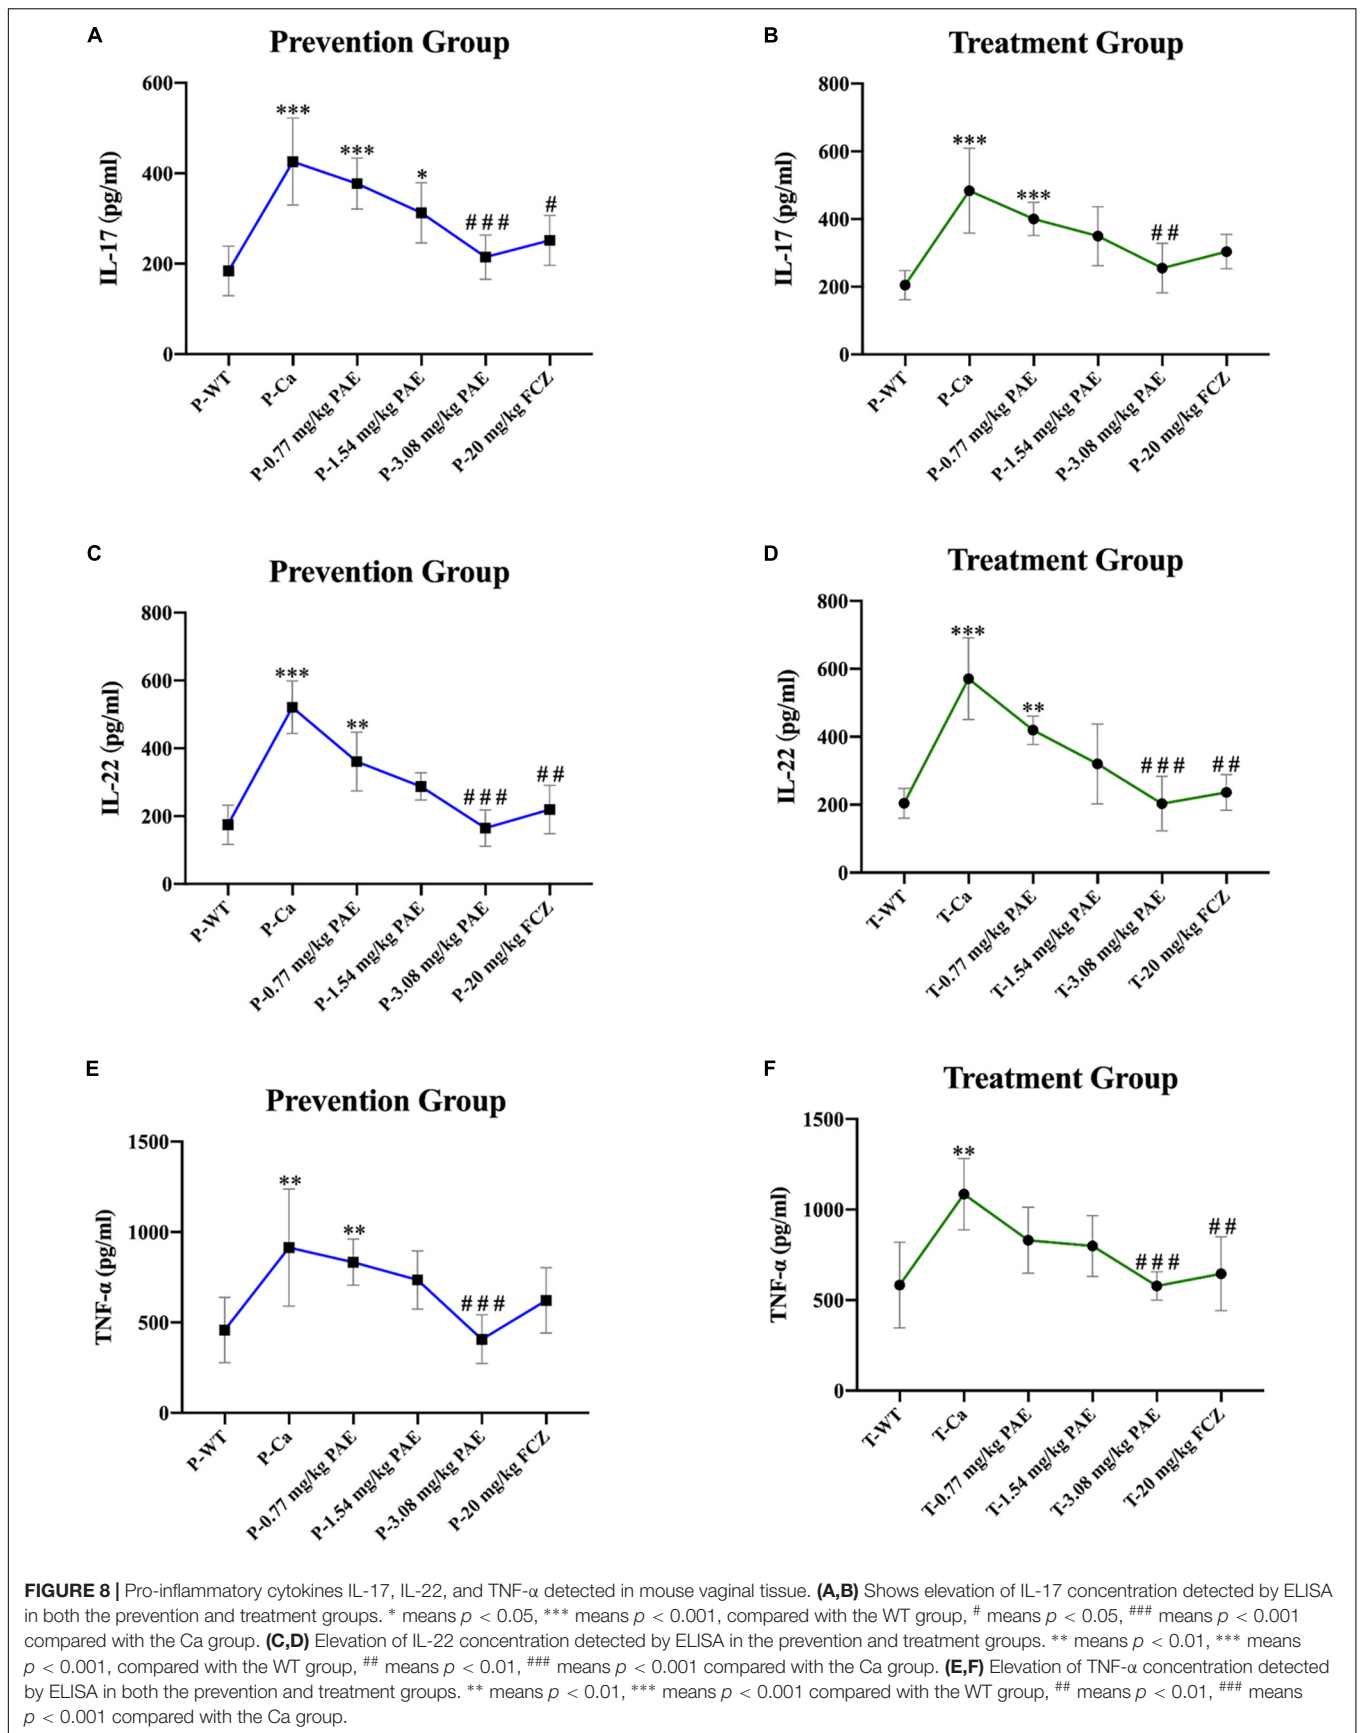 A
Prevention Group
IL-17 (pg/ml)
600
400
200
0
***
***
*
###
#
P-WT
P-Ca
P-0.77 mg/kg PAE
P-1.54 mg/kg PAE
P-3.08 mg/kg PAE
P-20 mg/kg FCZ
B
Treatment Group
IL-17 (pg/ml)
800
600
400
200
0
***
***
##
P-WT
P-Ca
P-0.77 mg/kg PAE
P-1.54 mg/kg PAE
P-3.08 mg/kg PAE
P-20 mg/kg FCZ
C
Prevention Group
IL-22 (pg/ml)
800
600
400
200
0
***
**
###
##
P-WT
P-Ca
P-0.77 mg/kg PAE
P-1.54 mg/kg PAE
P-3.08 mg/kg PAE
P-20 mg/kg FCZ
D
Treatment Group
IL-22 (pg/ml)
800
600
400
200
0
***
**
###
##
T-WT
T-Ca
T-0.77 mg/kg PAE
T-1.54 mg/kg PAE
T-3.08 mg/kg PAE
T-20 mg/kg FCZ
E
Prevention Group
TNF-α (pg/ml)
1500
1000
500
0
**
**
###
P-WT
P-Ca
P-0.77 mg/kg PAE
P-1.54 mg/kg PAE
P-3.08 mg/kg PAE
P-20 mg/kg FCZ
F
Treatment Group
TNF-α (pg/ml)
1500
1000
500
0
**
###
##
T-WT
T-Ca
T-0.77 mg/kg PAE
T-1.54 mg/kg PAE
T-3.08 mg/kg PAE
T-20 mg/kg FCZ
FIGURE 8 | Pro-inflammatory cytokines IL-17, IL-22, and TNF-α detected in mouse vaginal tissue. (A,B) Shows elevation of IL-17 concentration detected by ELISA
in both the prevention and treatment groups. * means p < 0.05, *** means p < 0.001, compared with the WT group, # means p < 0.05, ### means p < 0.001
compared with the Ca group. (C,D) Elevation of IL-22 concentration detected by ELISA in the prevention and treatment groups. ** means p < 0.01, *** means
p < 0.001, compared with the WT group, ## means p < 0.01, ### means p < 0.001 compared with the Ca group. (E,F) Elevation of TNF-α concentration detected
by ELISA in both the prevention and treatment groups. ** means p < 0.01, *** means p < 0.001 compared with the WT group, ## means p < 0.01, ### means
p < 0.001 compared with the Ca group.